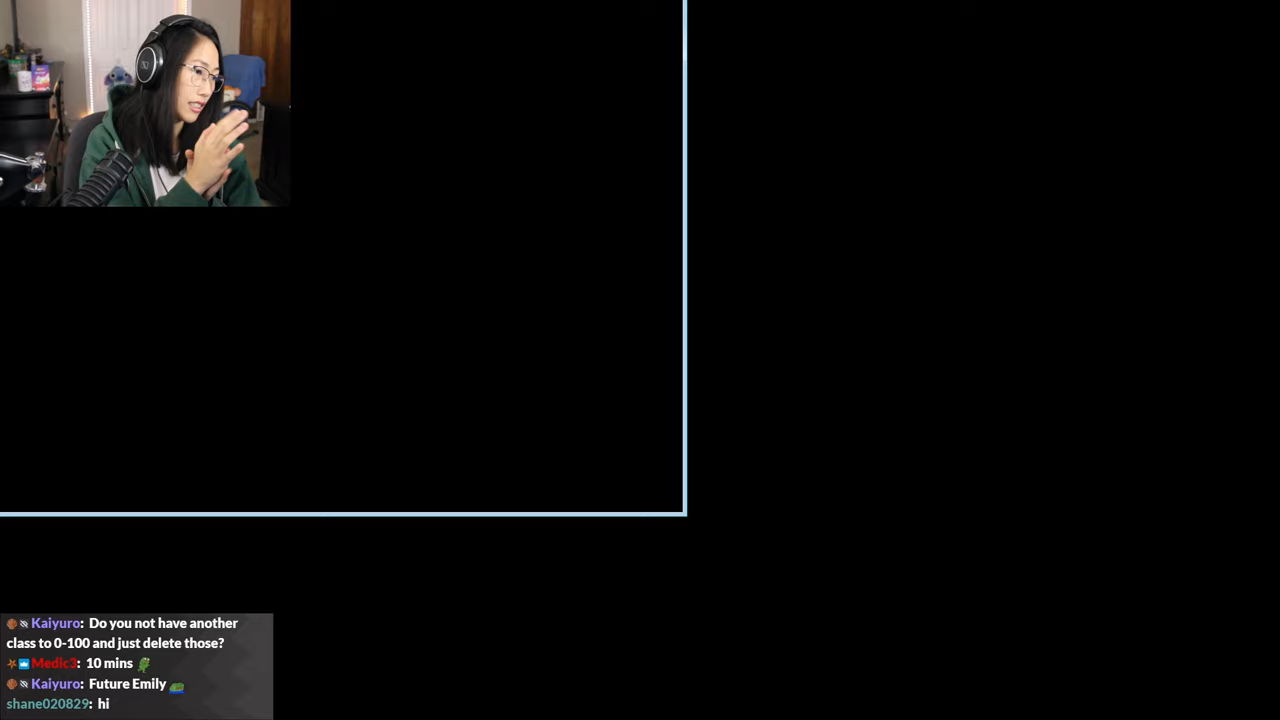 Kaiyuro: Do you not have another
class to 0-100 and just delete those?
Medic3: 10 mins
Kaiyuro: Future Emily
shane020829: hi